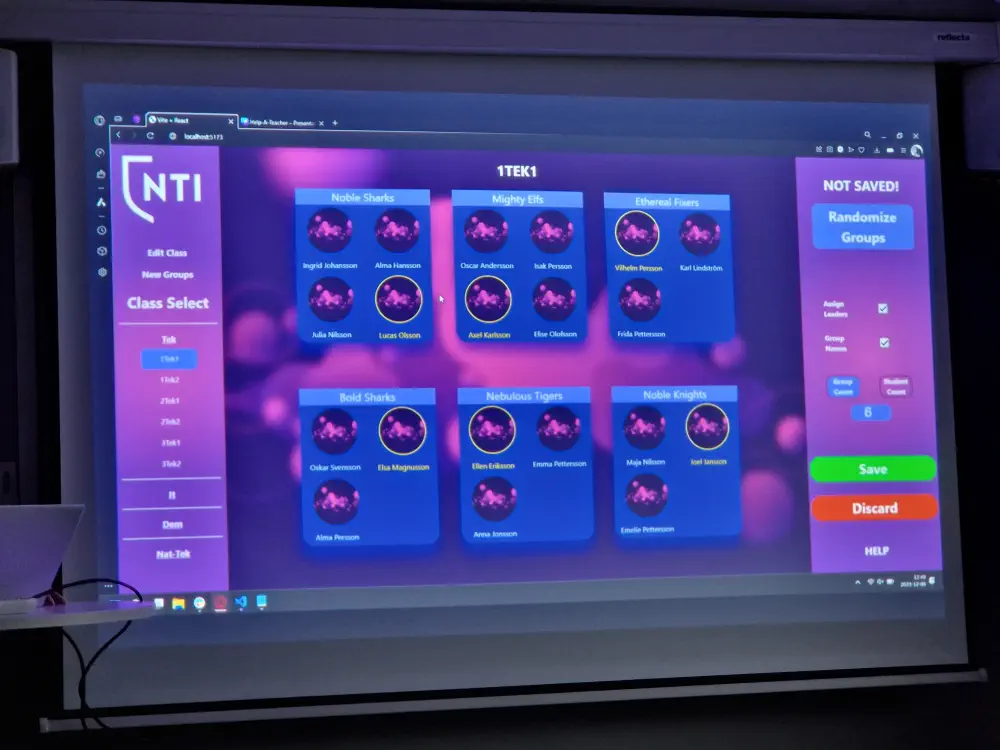 reflecta
Vite + React
Help-A-Teacher - Presents
localhost:5173
NTI
Edit Class
New Groups
Class Select
Tek
1Tek1
1Tek2
2Tek1
2Tek2
3Tek1
3Tek2
It
Dem
Nat-Tek
1TEK1
Noble Sharks
Ingrid Johansson
Alma Hansson
Julia Nilsson
Lucas Olsson
Mighty Elfs
Oscar Andersson
Isak Persson
Axel Karlsson
Elise Olofsson
Ethereal Fixers
Vilhelm Persson
Karl Lindström
Frida Pettersson
Bold Sharks
Oskar Svensson
Elsa Magnusson
Alma Persson
Nebulous Tigers
Ellen Eriksson
Emma Pettersson
Anna Jonsson
Noble Knights
Maja Nilsson
Joel Jansson
Emelie Pettersson
NOT SAVED!
Randomize
Groups
Assign
Leaders
Group
Names
Group
Count
Student
Count
6
Save
Discard
HELP